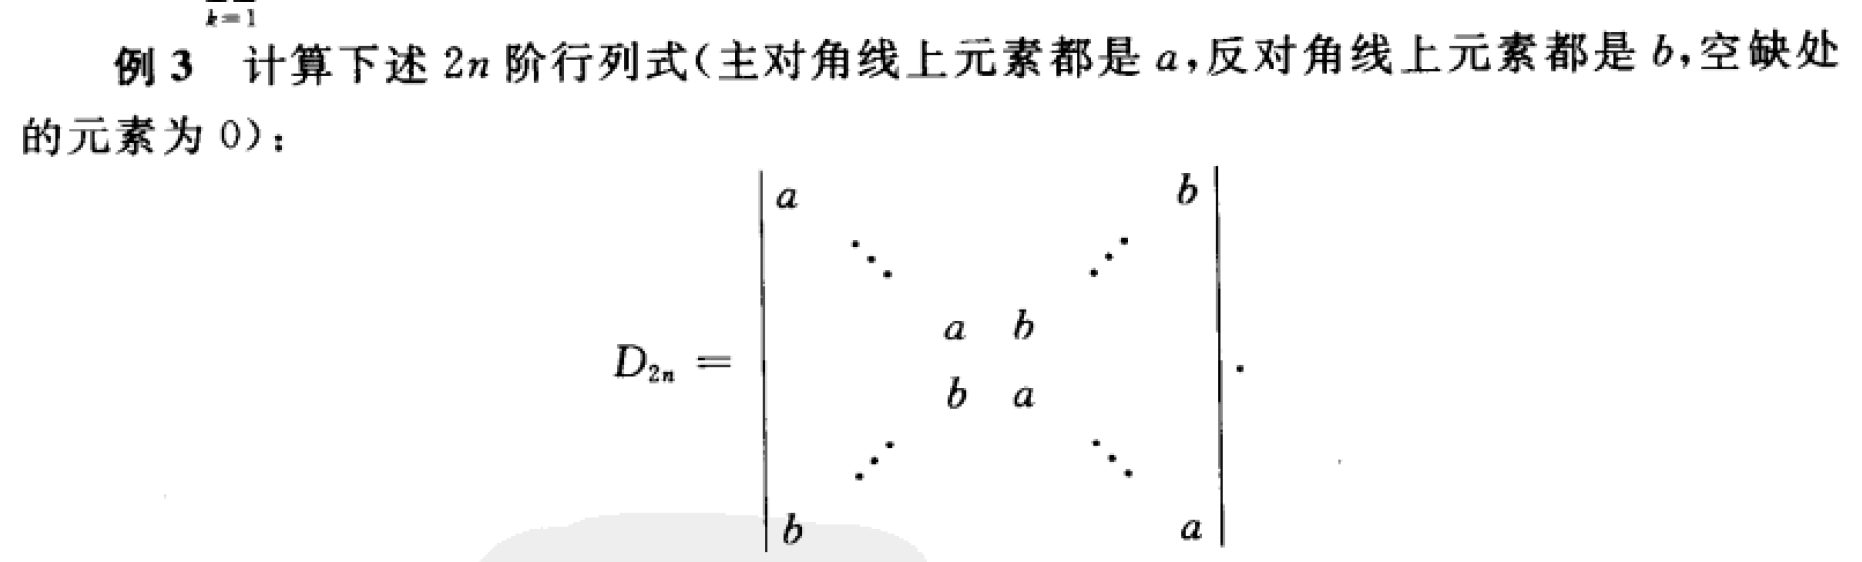 k=1
例 3 计算下述 2n 阶行列式(主对角线上元素都是 a,反对角线上元素都是 b,空缺处
的元素为 0):
a b
⋱ ⋰
a b
D₂ₙ =
b a
⋰ ⋱
b a